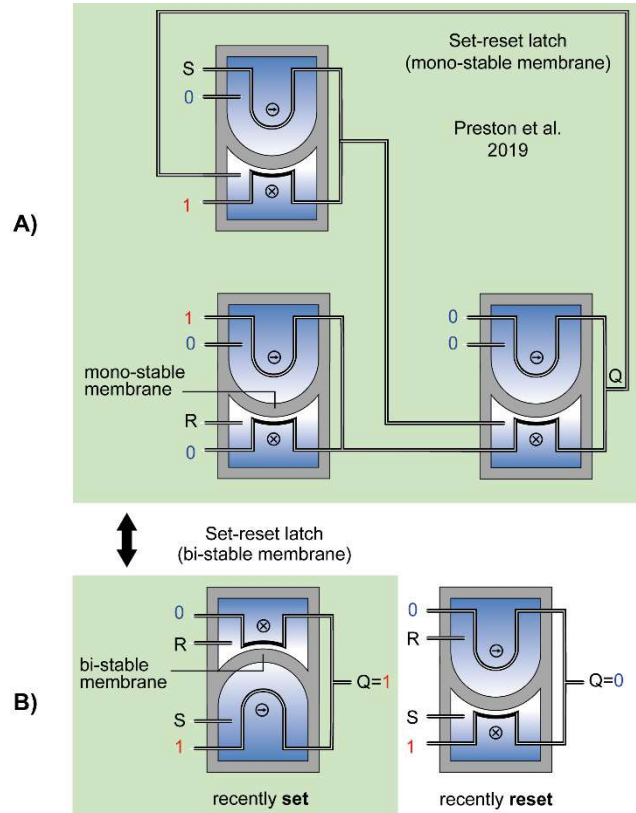 A)
Set-reset latch
(mono-stable membrane)
Preston et al.
2019
S
0
1
1
0
mono-stable
membrane
R
0
0
0
Q
Set-reset latch
(bi-stable membrane)
B)
0
R
bi-stable
membrane
S
1
Q=1
recently set
0
R
S
1
Q=0
recently reset